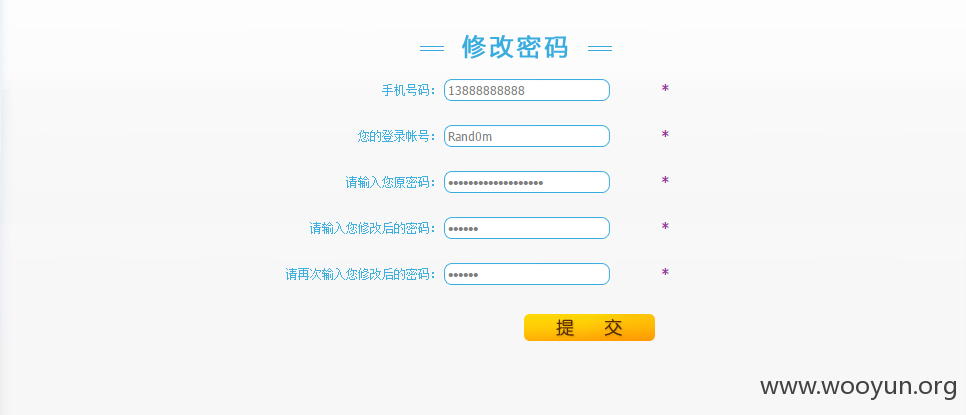 修改密码
手机号码： 13888888888 *
您的登录帐号： Rand0m *
请输入您原密码： ••••••••••••••••••• *
请输入您修改后的密码： •••••• *
请再次输入您修改后的密码： •••••• *
提 交
www.wooyun.org